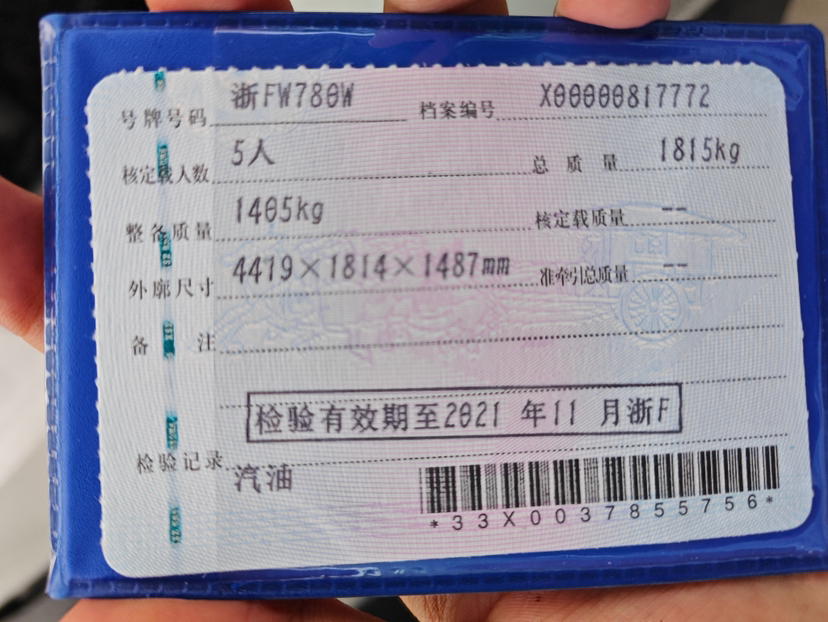 号牌号码 浙FW780W 档案编号 X00000817772
核定载人数 5人 总质量 1815kg
整备质量 1405kg 核定载质量 --
外廓尺寸 4419×1814×1487mm 准牵引总质量 --
备注
检验有效期至2021 年11 月浙F
检验记录
汽油
*33X0037855756*